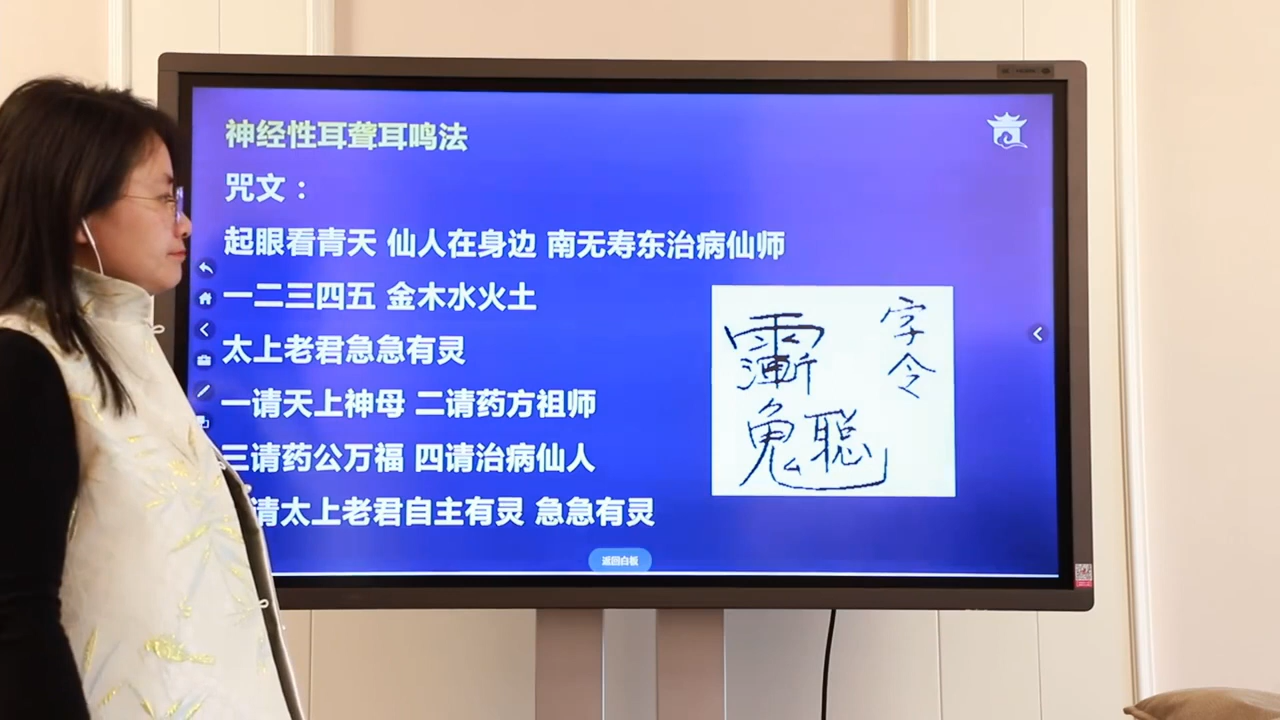 神经性耳聋耳鸣法
咒文：
起眼看青天 仙人在身边 南无寿东治病仙师
一二三四五 金木水火土
太上老君急急有灵
一请天上神母 二请药方祖师
三请药公万福 四请治病仙人
请太上老君自主有灵 急急有灵
字令
聪
返回白板